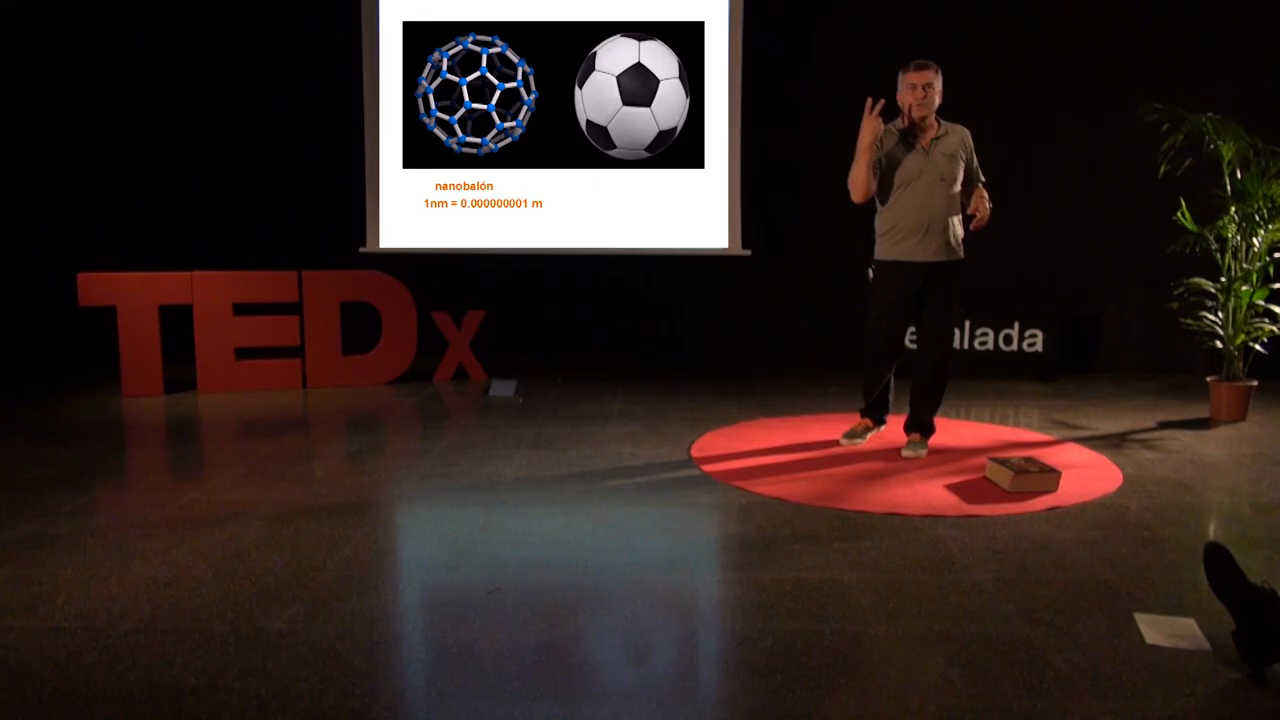 nanobalón
1nm = 0.000000001 m
TEDx
alada